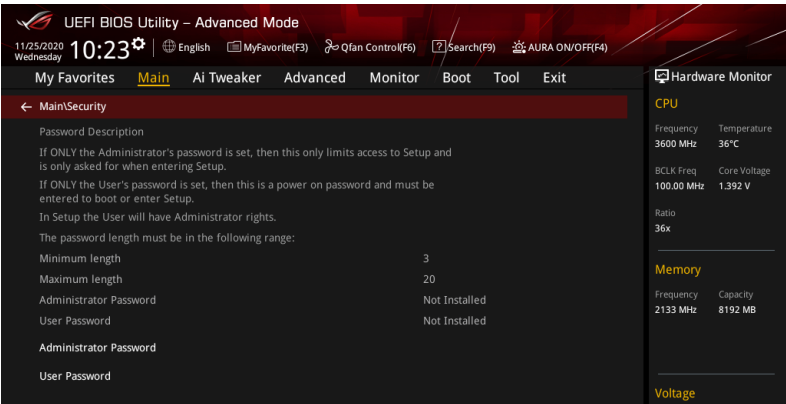 UEFI BIOS Utility – Advanced Mode
11/25/2020 Wednesday 10:23 English MyFavorite(F3) Qfan Control(F6) ? Search(F9) AURA ON/OFF(F4)
My Favorites Main Ai Tweaker Advanced Monitor Boot Tool Exit
← Main\Security
Password Description
If ONLY the Administrator's password is set, then this only limits access to Setup and
is only asked for when entering Setup.
If ONLY the User's password is set, then this is a power on password and must be
entered to boot or enter Setup.
In Setup the User will have Administrator rights.
The password length must be in the following range:
Minimum length 3
Maximum length 20
Administrator Password Not Installed
User Password Not Installed
Administrator Password
User Password
Hardware Monitor
CPU
Frequency Temperature
3600 MHz 36°C
BCLK Freq Core Voltage
100.00 MHz 1.392 V
Ratio
36x
Memory
Frequency Capacity
2133 MHz 8192 MB
Voltage